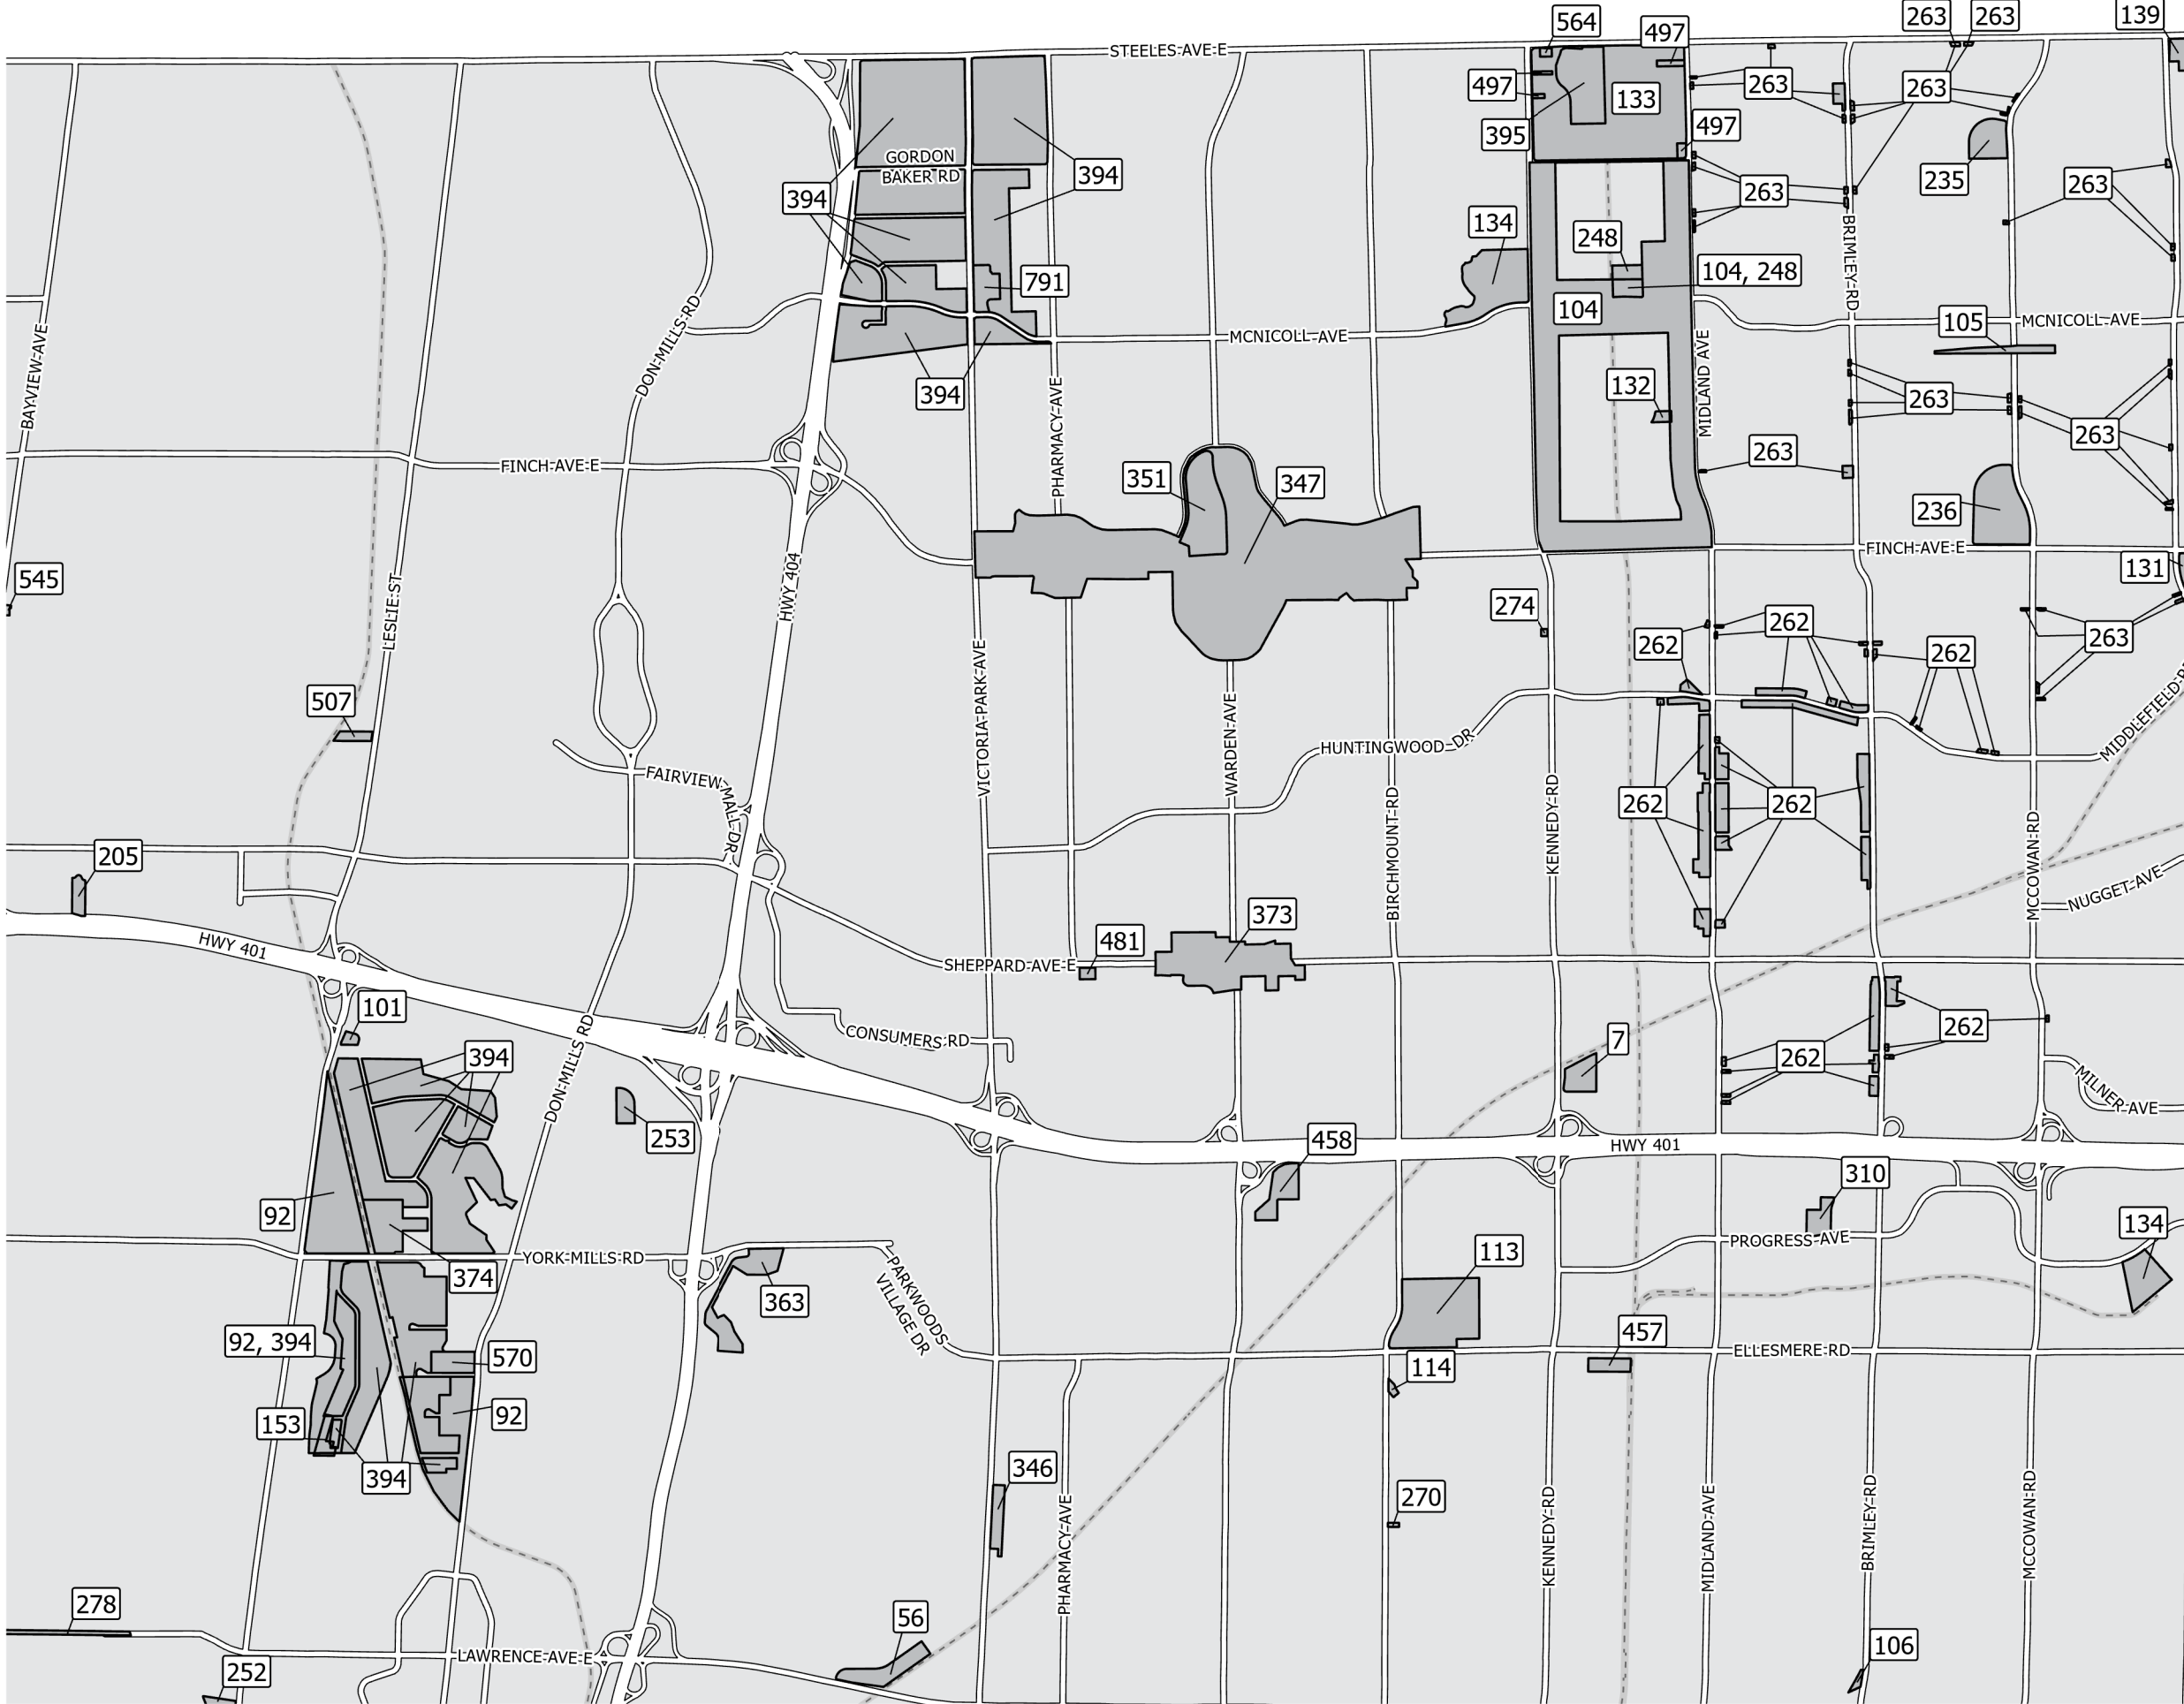 263
263
139
564
497
STEELES AVE E
497
133
263
263
395
497
GORDON
BAKER RD
394
394
235
263
263
134
248
BRIMLEY RD
791
104, 248
104
105
MCNICOLL AVE
MCNICOLL AVE
BAYVIEW AVE
DON MILLS RD
MIDLAND AVE
394
132
263
PHARMACY AVE
263
FINCH AVE E
351
347
263
236
FINCH AVE E
545
HWY 404
131
LESLIE ST
274
262
262
263
262
507
VICTORIA PARK AVE
WARDEN AVE
HUNTINGWOOD DR
MIDDLEFIELD R
FAIRVIEW
MALL DR
BIRCHMOUNT RD
KENNEDY RD
262
262
MCCOWAN RD
205
NUGGET AVE
373
HWY 401
481
SHEPPARD AVE E
101
CONSUMERS RD
262
7
262
394
DON MILLS RD
MILNER AVE
253
458
HWY 401
310
92
134
PROGRESS AVE
YORK MILLS RD
113
374
363
PARKWOODS
VILLAGE DR
92, 394
457
570
114
ELLESMERE RD
92
153
394
346
270
PHARMACY AVE
KENNEDY RD
MIDLAND AVE
BRIMLEY RD
MCCOWAN RD
278
56
LAWRENCE AVE E
252
106